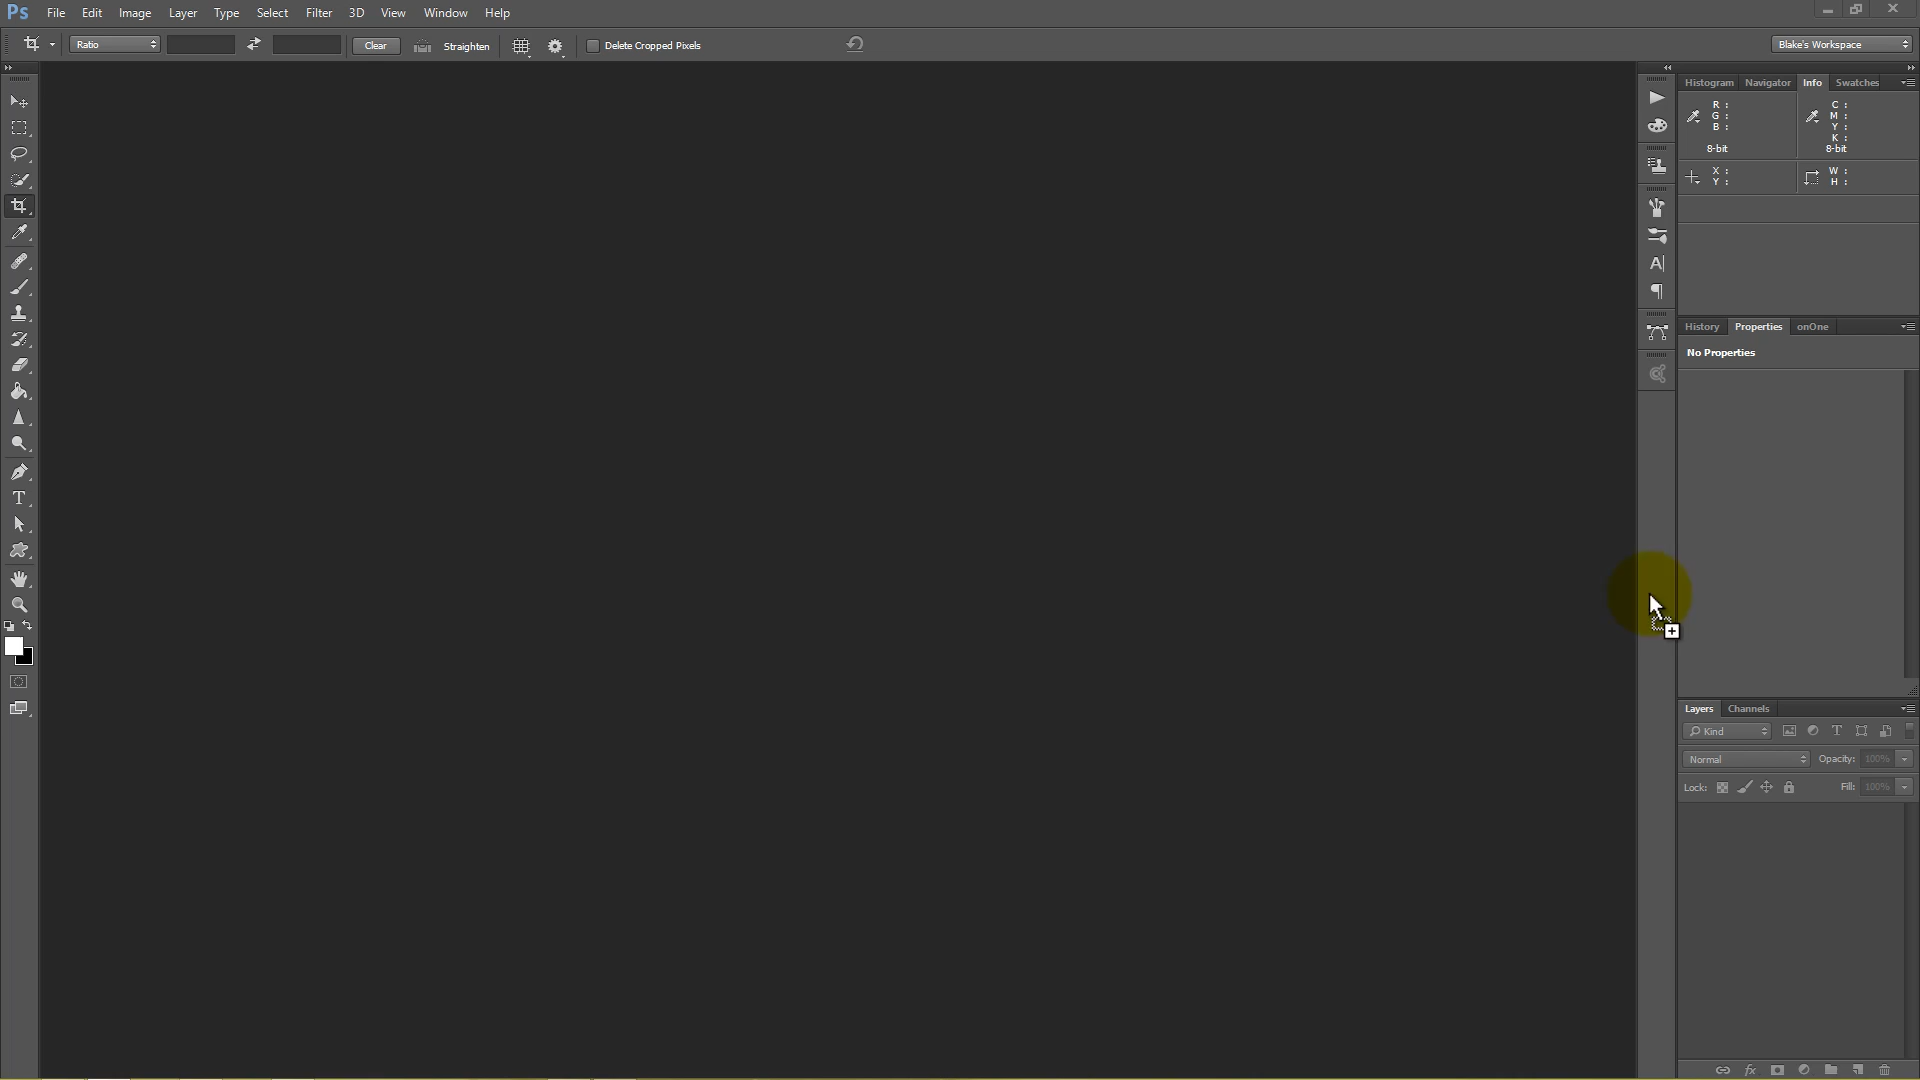 Ps File Edit Image Layer Type Select Filter 3D View Window Help
Ratio Clear Straighten Delete Cropped Pixels Blake's Workspace
Histogram Navigator Info Swatches
R : C :
G : M :
B : Y :
K :
8-bit 8-bit
X : W :
Y : H :
History Properties onOne
No Properties
Layers Channels
Kind
Normal Opacity: 100%
Lock: Fill: 100%